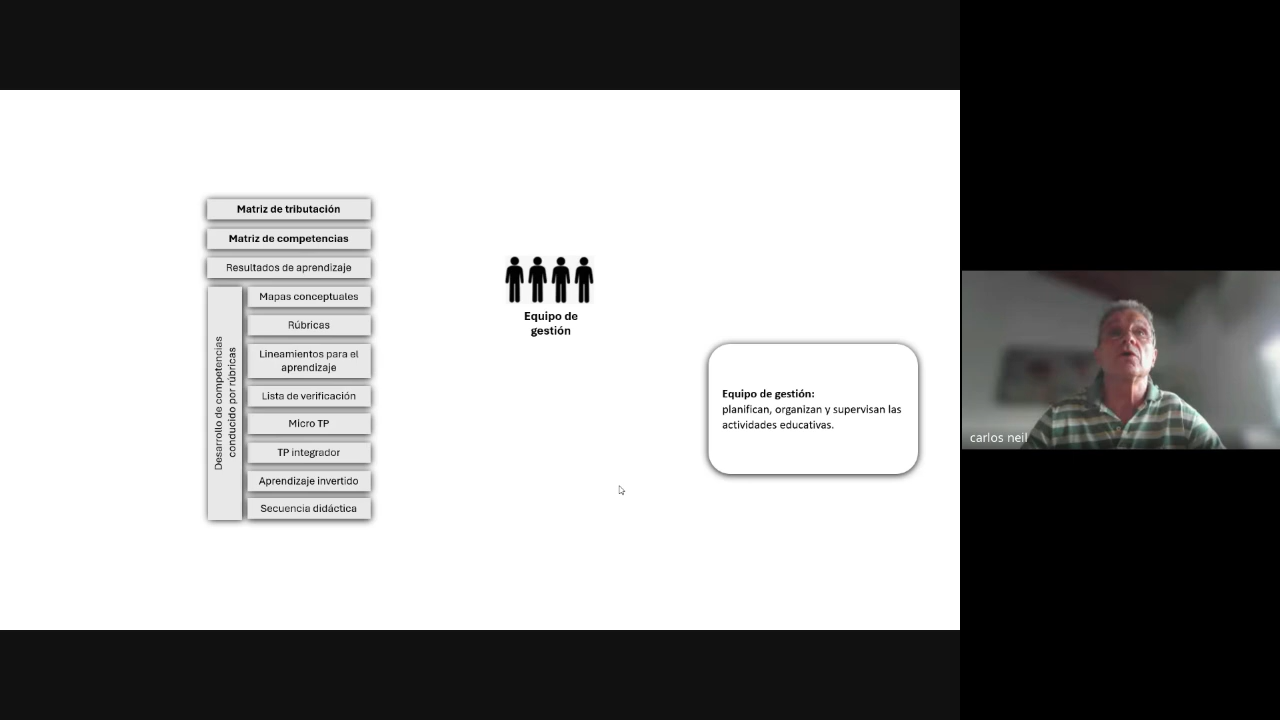 Matriz de tributación
Matriz de competencias
Resultados de aprendizaje
Desarrollo de competencias
conducido por rúbricas
Mapas conceptuales
Rúbricas
Lineamientos para el
aprendizaje
Lista de verificación
Micro TP
TP integrador
Aprendizaje invertido
Secuencia didáctica
Equipo de
gestión
Equipo de gestión:
planifican, organizan y supervisan las
actividades educativas.
carlos neil